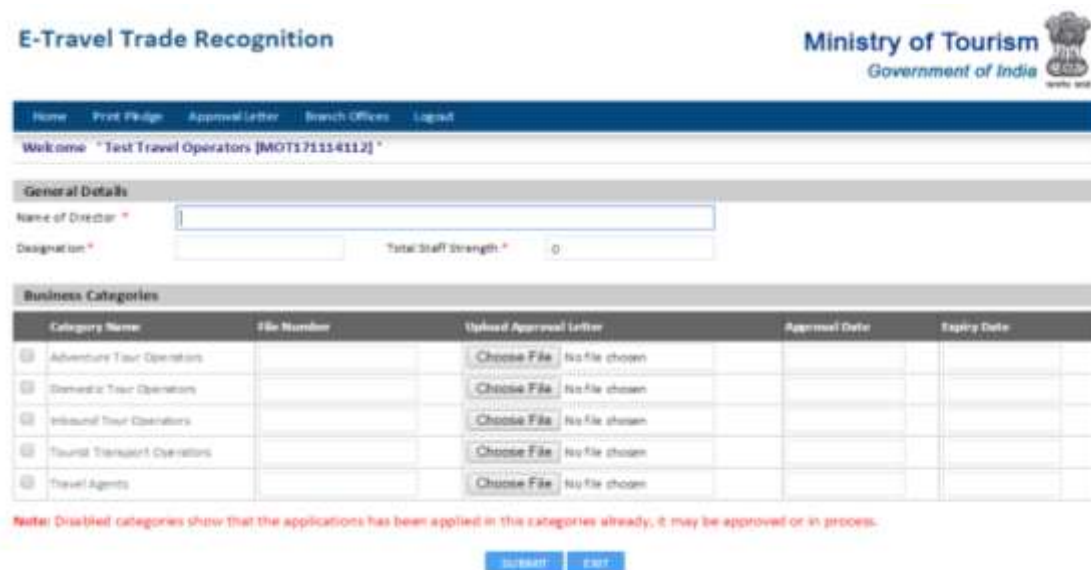 E-Travel Trade Recognition
Ministry of Tourism
Government of India
Home Print Pledge Approval Letter Branch Offices Logout
Welcome "Test Travel Operators [MOT171114112] "
General Details
Name of Director *
Designation * Total Staff Strength * 0
Business Categories
Category Name File Number Upload Approval Letter Approval Date Expiry Date
Adventure Tour Operators Choose File No file chosen
Domestic Tour Operators Choose File No file chosen
Inbound Tour Operators Choose File No file chosen
Tourist Transport Operators Choose File No file chosen
Travel Agents Choose File No file chosen
Note: Disabled categories show that the applications has been applied in this categories already, it may be approved or in process.
SUBMIT EXIT